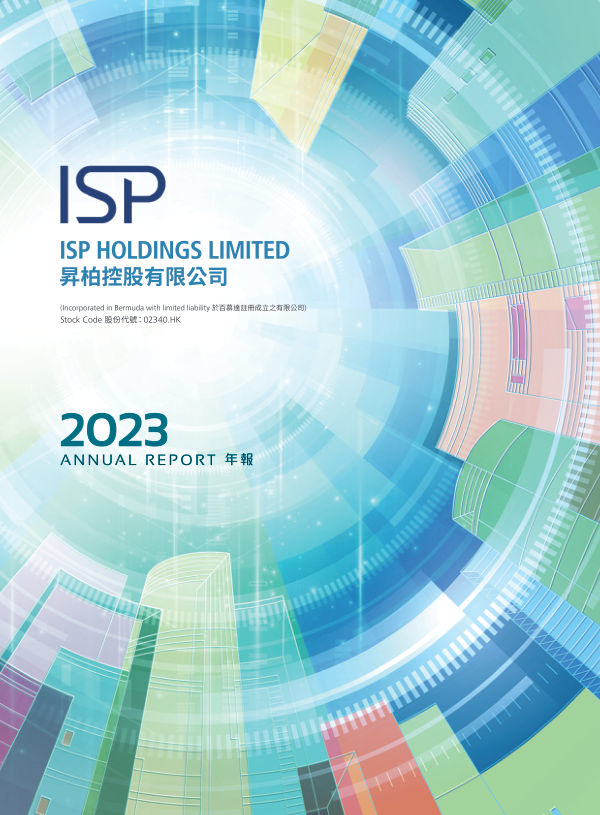 ISP
ISP HOLDINGS LIMITED
昇柏控股有限公司
(Incorporated in Bermuda with limited liability 於百慕達註冊成立之有限公司)
Stock Code 股份代號：02340.HK
2023
ANNUAL REPORT 年報